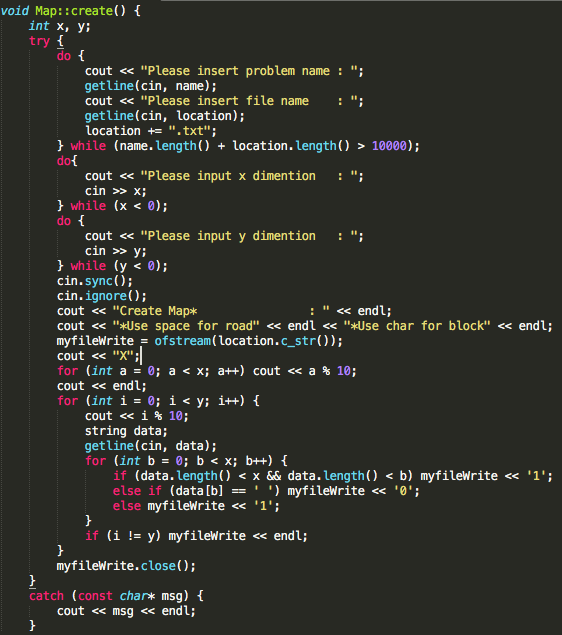 void Map::create() {
    int x, y;
    try {
        do {
            cout << "Please insert problem name : ";
            getline(cin, name);
            cout << "Please insert file name    : ";
            getline(cin, location);
            location += ".txt";
        } while (name.length() + location.length() > 10000);
        do{
            cout << "Please input x dimention   : ";
            cin >> x;
        } while (x < 0);
        do {
            cout << "Please input y dimention   : ";
            cin >> y;
        } while (y < 0);
        cin.sync();
        cin.ignore();
        cout << "Create Map*                : " << endl;
        cout << "*Use space for road" << endl << "*Use char for block" << endl;
        myfileWrite = ofstream(location.c_str());
        cout << "X";
        for (int a = 0; a < x; a++) cout << a % 10;
        cout << endl;
        for (int i = 0; i < y; i++) {
            cout << i % 10;
            string data;
            getline(cin, data);
            for (int b = 0; b < x; b++) {
                if (data.length() < x && data.length() < b) myfileWrite << '1';
                else if (data[b] == ' ') myfileWrite << '0';
                else myfileWrite << '1';
            }
            if (i != y) myfileWrite << endl;
        }
        myfileWrite.close();
    }
    catch (const char* msg) {
        cout << msg << endl;
    }